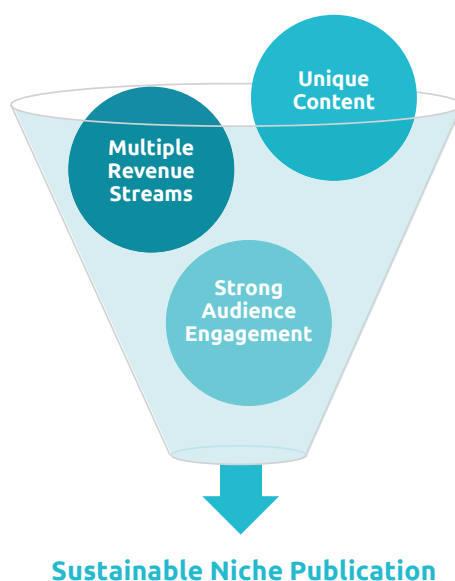 Unique
Content
Multiple
Revenue
Streams
Strong
Audience
Engagement
Sustainable Niche Publication